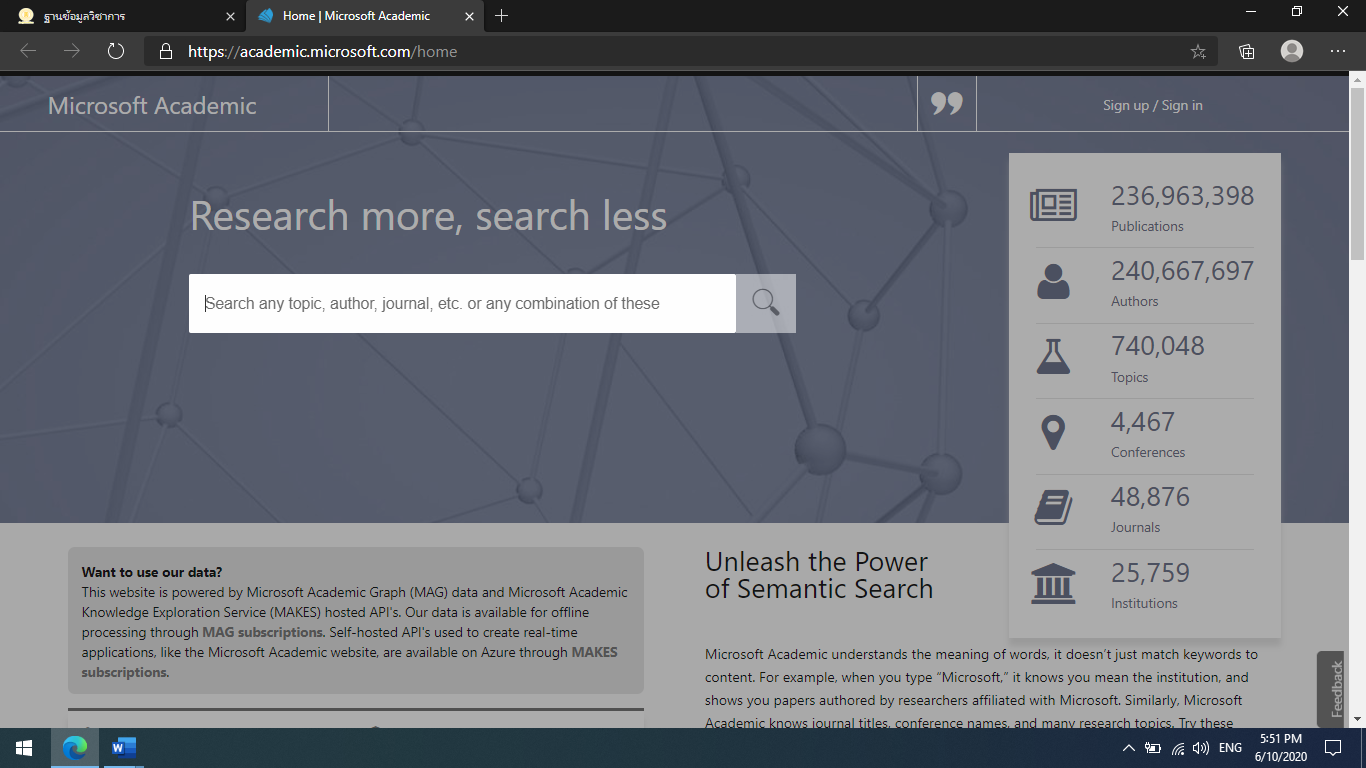 ฐานข้อมูลวิชาการ
Home | Microsoft Academic
https://academic.microsoft.com/home
Microsoft Academic
Sign up / Sign in
Research more, search less
Search any topic, author, journal, etc. or any combination of these
236,963,398
Publications
240,667,697
Authors
740,048
Topics
4,467
Conferences
48,876
Journals
25,759
Institutions
Want to use our data?
This website is powered by Microsoft Academic Graph (MAG) data and Microsoft Academic
Knowledge Exploration Service (MAKES) hosted API's. Our data is available for offline
processing through MAG subscriptions. Self-hosted API's used to create real-time
applications, like the Microsoft Academic website, are available on Azure through MAKES
subscriptions.
Unleash the Power
of Semantic Search
Microsoft Academic understands the meaning of words, it doesn't just match keywords to
content. For example, when you type “Microsoft,” it knows you mean the institution, and
shows you papers authored by researchers affiliated with Microsoft. Similarly, Microsoft
Academic knows journal titles, conference names, and many research topics. Try these
Feedback
ENG
5:51 PM
6/10/2020